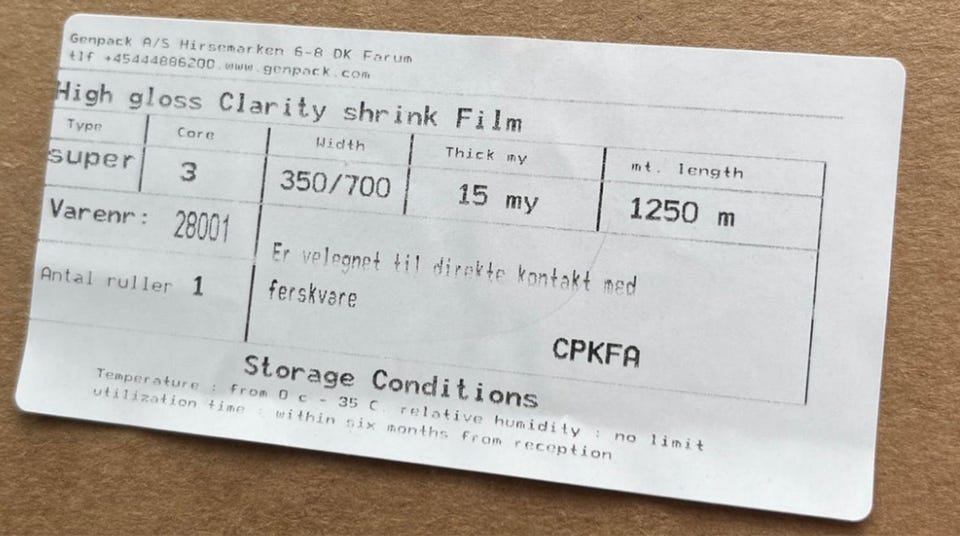 Genpack A/S Hirsemarken 6-8 DK Farum
tlf +4544486200.www.genpack.com
High gloss Clarity shrink Film
Type Core Width Thick my mt. length
super 3 350/700 15 my 1250 m
Varenr: 28001
Er velegnet til direkte kontakt med
ferskvare
Antal ruller 1
CPKFA
Storage Conditions
Temperature : from 0 c - 35 C. relative humidity : no limit
utilization time : within six months from reception